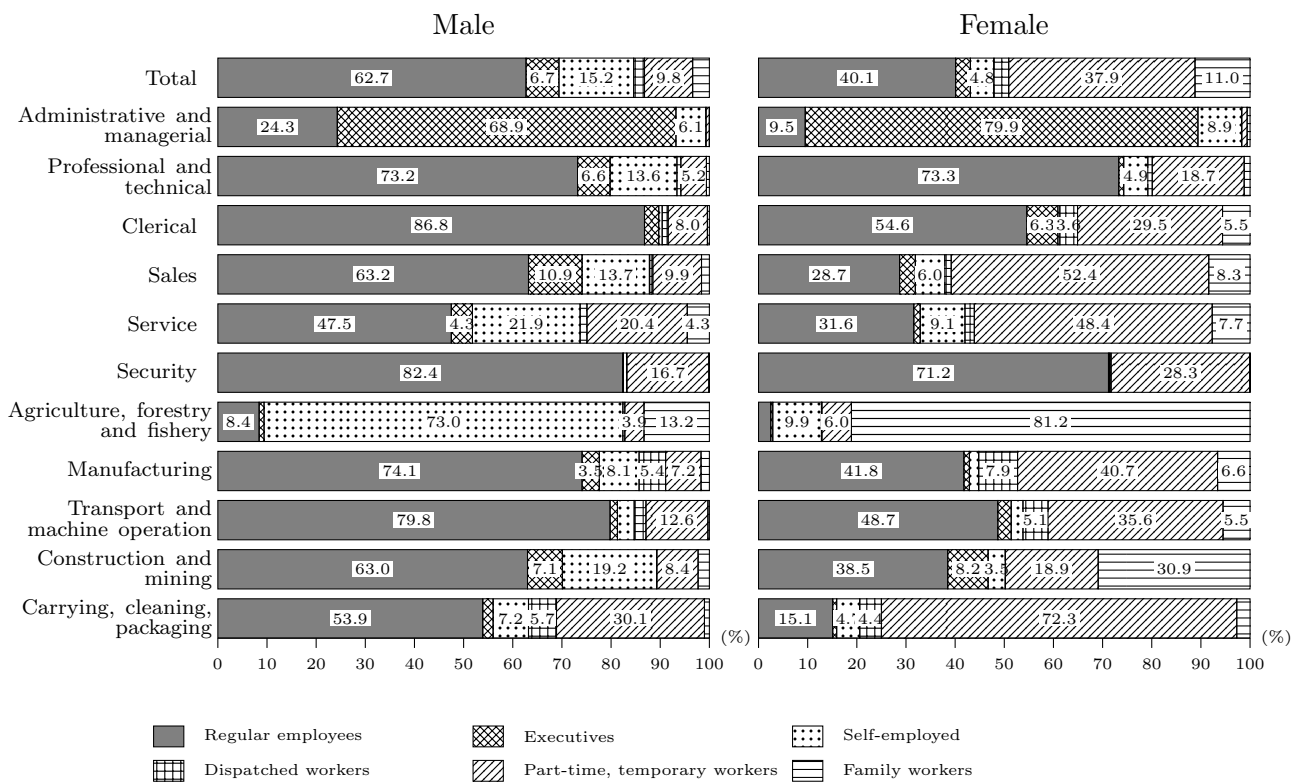 Male Female
Total 62.7 6.7 15.2 9.8 40.1 4.8 37.9 11.0
Administrative and
managerial 24.3 68.9 6.1 9.5 79.9 8.9
Professional and
technical 73.2 6.6 13.6 5.2 73.3 4.9 18.7
Clerical 86.8 8.0 54.6 6.3 3.6 29.5 5.5
Sales 63.2 10.9 13.7 9.9 28.7 6.0 52.4 8.3
Service 47.5 4.3 21.9 20.4 4.3 31.6 9.1 48.4 7.7
Security 82.4 16.7 71.2 28.3
Agriculture, forestry
and fishery 8.4 73.0 3.9 13.2 9.9 6.0 81.2
Manufacturing 74.1 3.5 8.1 5.4 7.2 41.8 7.9 40.7 6.6
Transport and
machine operation 79.8 12.6 48.7 5.1 35.6 5.5
Construction and
mining 63.0 7.1 19.2 8.4 38.5 8.2 3.5 18.9 30.9
Carrying, cleaning,
packaging 53.9 7.2 5.7 30.1 15.1 4.4 72.3
(%) (%)
0 10 20 30 40 50 60 70 80 90 100 0 10 20 30 40 50 60 70 80 90 100
Regular employees Executives Self-employed
Dispatched workers Part-time, temporary workers Family workers